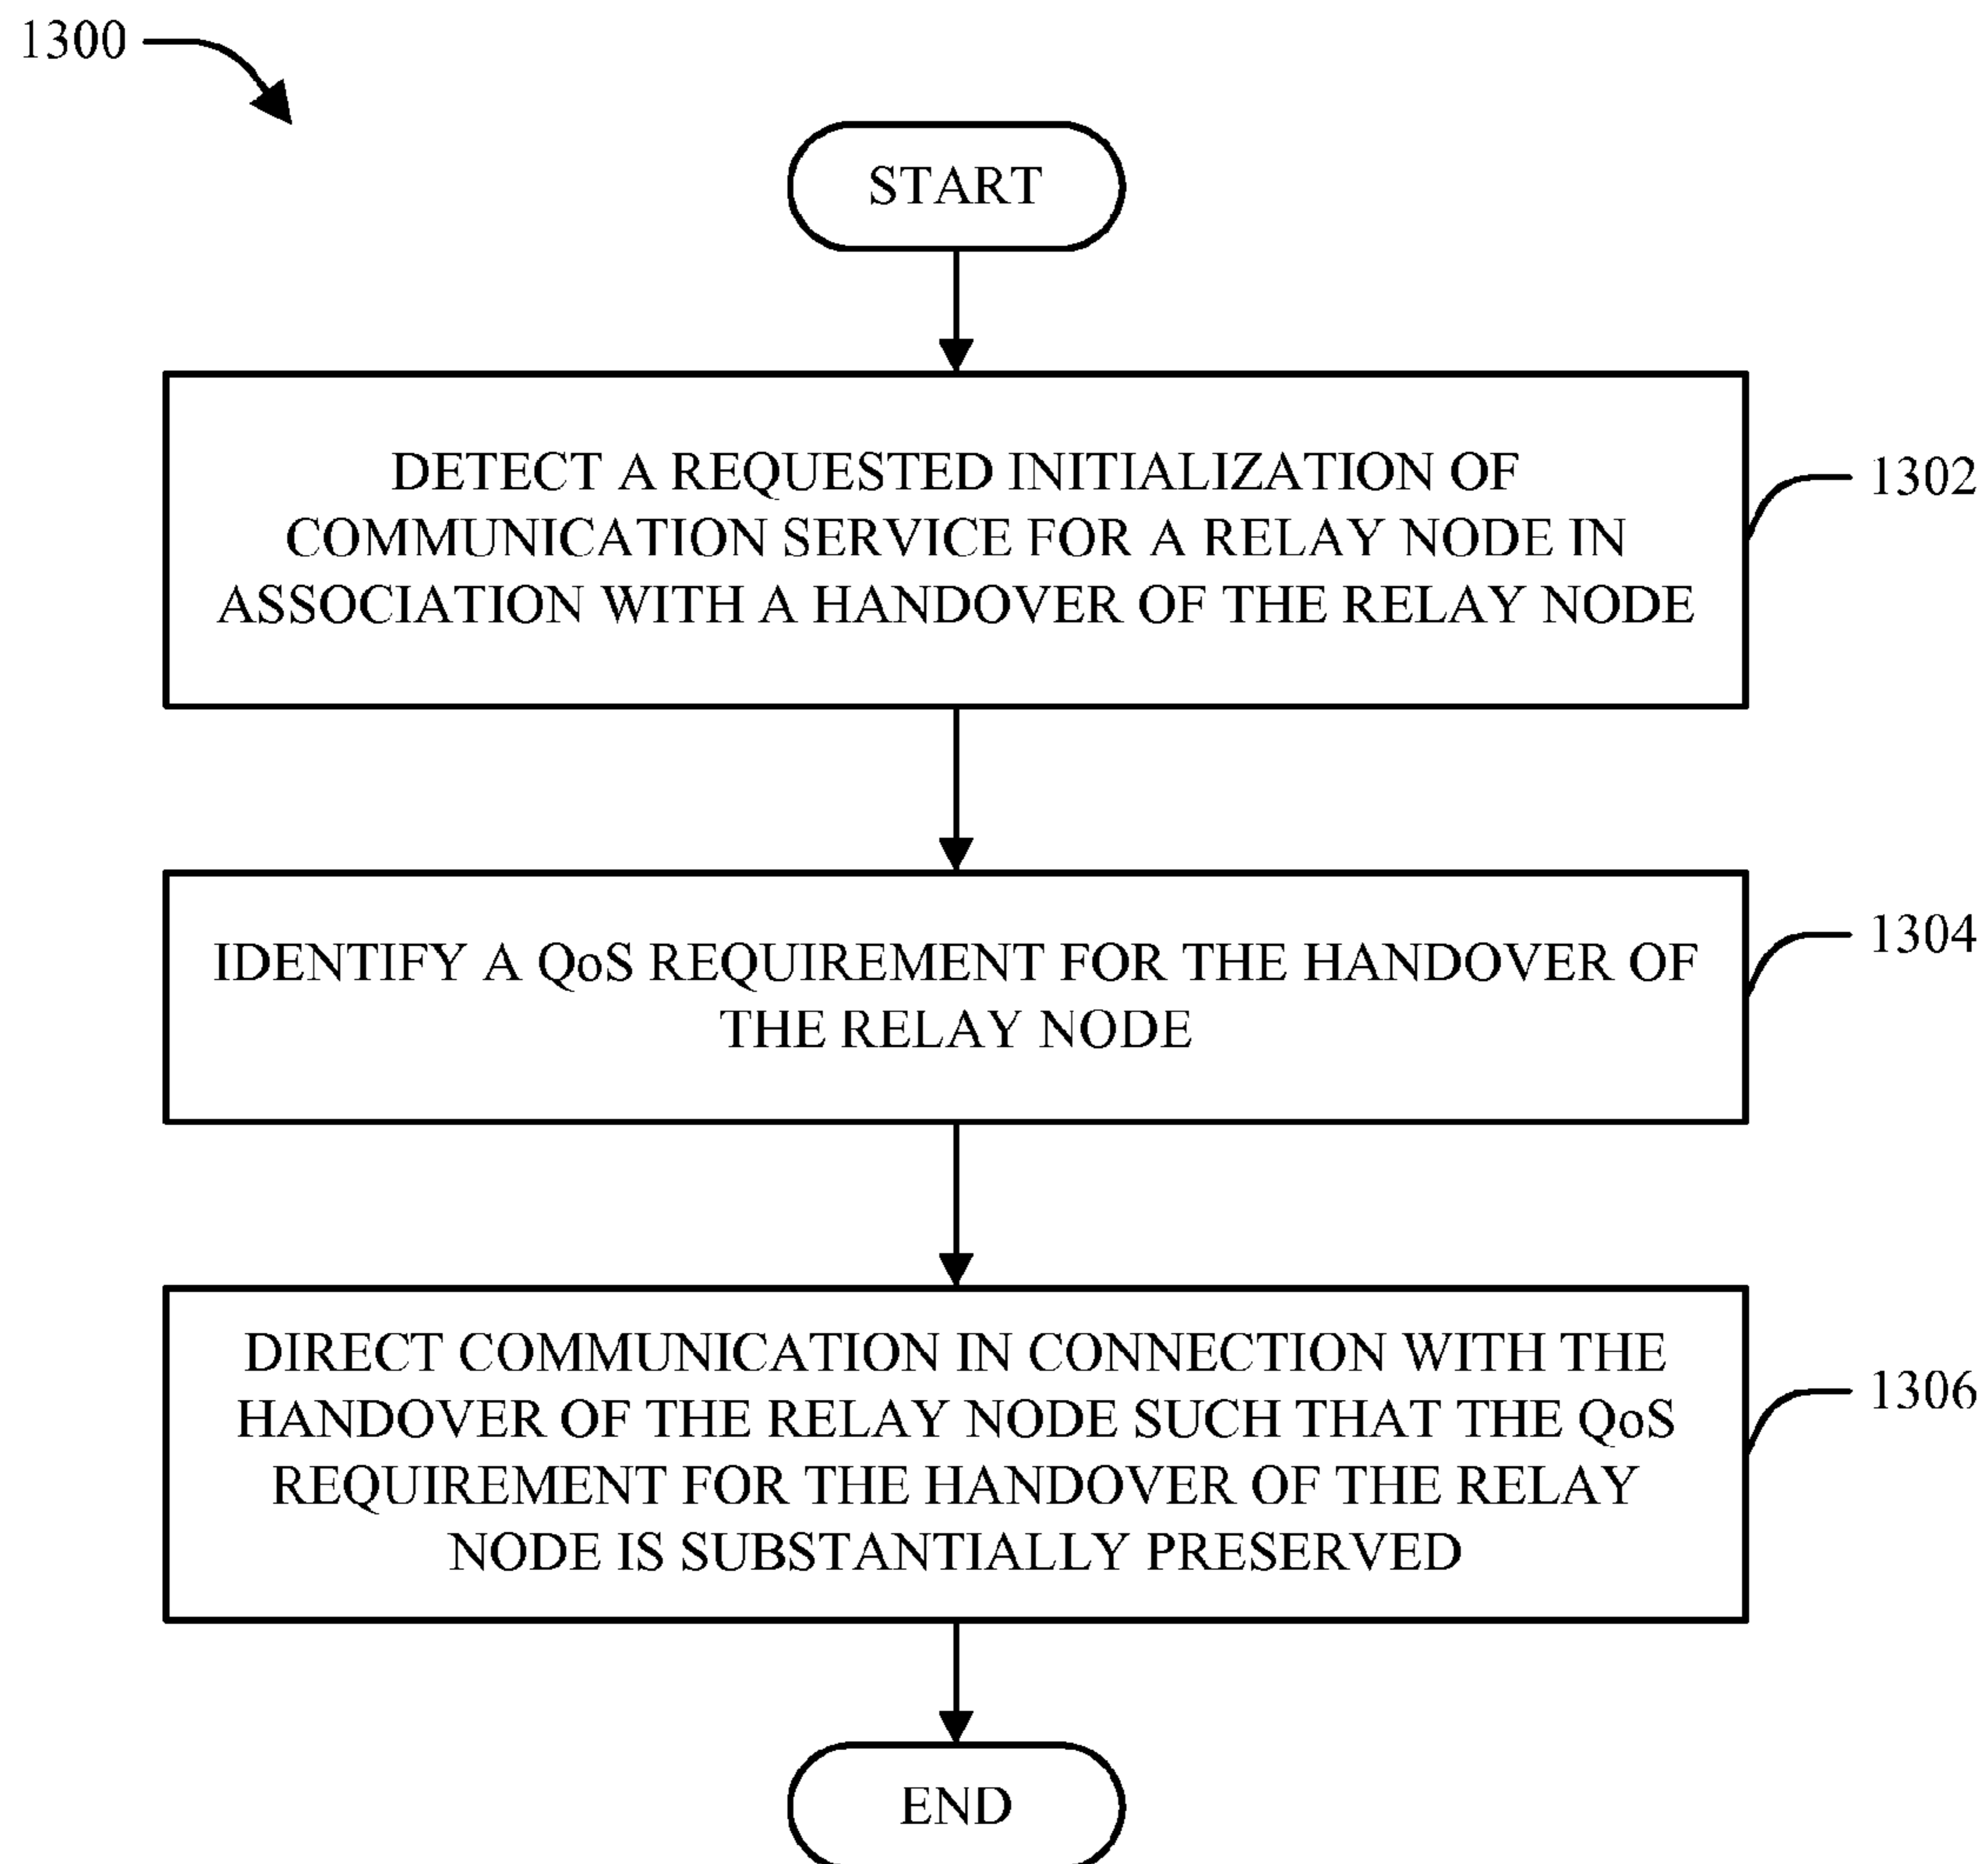 1300
START
DETECT A REQUESTED INITIALIZATION OF
COMMUNICATION SERVICE FOR A RELAY NODE IN
ASSOCIATION WITH A HANDOVER OF THE RELAY NODE
1302
IDENTIFY A QoS REQUIREMENT FOR THE HANDOVER OF
THE RELAY NODE
1304
DIRECT COMMUNICATION IN CONNECTION WITH THE
HANDOVER OF THE RELAY NODE SUCH THAT THE QoS
REQUIREMENT FOR THE HANDOVER OF THE RELAY
NODE IS SUBSTANTIALLY PRESERVED
1306
END